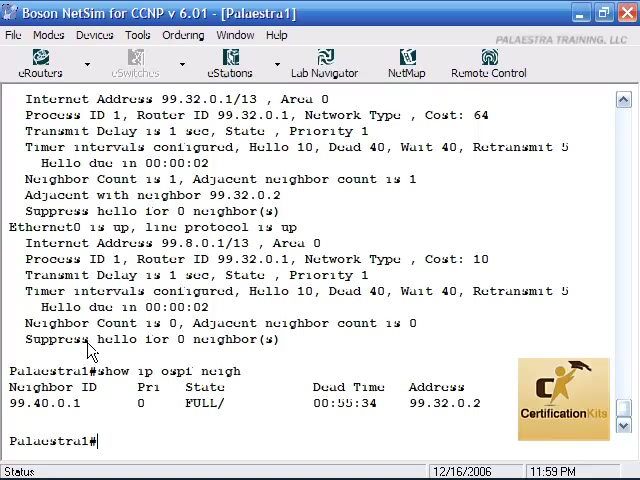 Boson NetSim for CCNP v 6.01 - [Palaestra1]
File Modes Devices Tools Ordering Window Help
PALAESTRA TRAINING, LLC
eRouters eSwitches eStations Lab Navigator NetMap Remote Control
Internet Address 99.32.0.1/13 , Area 0
Process ID 1, Router ID 99.32.0.1, Network Type , Cost: 64
Transmit Delay is 1 sec, State , Priority 1
Timer intervals configured, Hello 10, Dead 40, Wait 40, Retransmit 5
Hello due in 00:00:02
Neighbor Count is 1, Adjacent neighbor count is 1
Adjacent with neighbor 99.32.0.2
Suppress hello for 0 neighbor(s)
Ethernet0 is up, line protocol is up
Internet Address 99.8.0.1/13 , Area 0
Process ID 1, Router ID 99.32.0.1, Network Type , Cost: 10
Transmit Delay is 1 sec, State , Priority 1
Timer intervals configured, Hello 10, Dead 40, Wait 40, Retransmit 5
Hello due in 00:00:02
Neighbor Count is 0, Adjacent neighbor count is 0
Suppress hello for 0 neighbor(s)
Palaestra1#show ip ospf neigh
Neighbor ID Pri State Dead Time Address
99.40.0.1 0 FULL/ 00:55:34 99.32.0.2
Palaestra1#
CertificationKits
Status 12/16/2006 11:59 PM